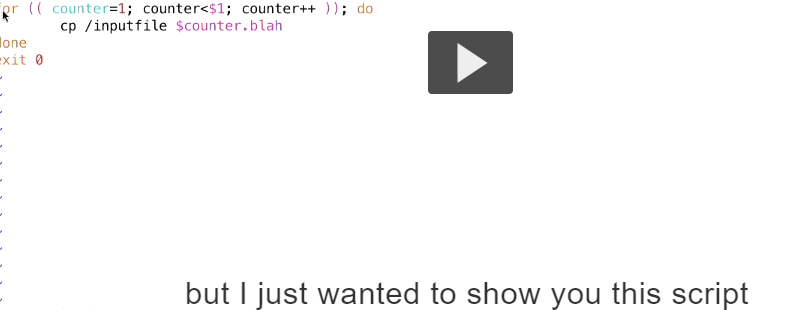 for (( counter=1; counter<$1; counter++ )); do
cp /inputfile $counter.blah
done
exit 0
~
~
~
~
~
~
~
~
~
~
~
~
~
~
but I just wanted to show you this script